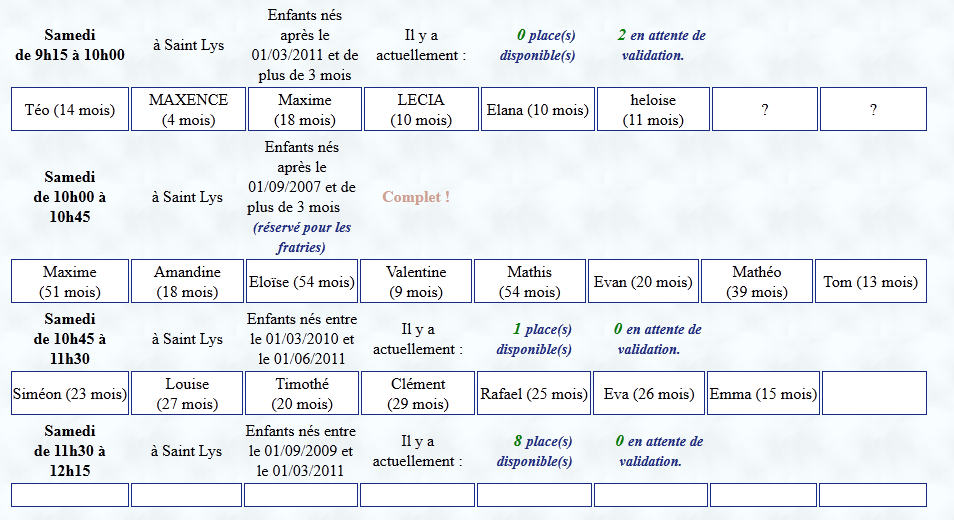 Samedi
de 9h15 à 10h00
à Saint Lys
Enfants nés
après le
01/03/2011 et de
plus de 3 mois
Il y a
actuellement :
0 place(s)
disponible(s)
2 en attente de
validation.
Téo (14 mois)
MAXENCE
(4 mois)
Maxime
(18 mois)
LECIA
(10 mois)
Elana (10 mois)
heloise
(11 mois)
?
?
Samedi
de 10h00 à
10h45
à Saint Lys
Enfants nés
après le
01/09/2007 et de
plus de 3 mois
(réservé pour les
fratries)
Complet !
Maxime
(51 mois)
Amandine
(18 mois)
Eloïse (54 mois)
Valentine
(9 mois)
Mathis
(54 mois)
Evan (20 mois)
Mathéo
(39 mois)
Tom (13 mois)
Samedi
de 10h45 à
11h30
à Saint Lys
Enfants nés entre
le 01/03/2010 et
le 01/06/2011
Il y a
actuellement :
1 place(s)
disponible(s)
0 en attente de
validation.
Siméon (23 mois)
Louise
(27 mois)
Timothé
(20 mois)
Clément
(29 mois)
Rafael (25 mois)
Eva (26 mois)
Emma (15 mois)
Samedi
de 11h30 à
12h15
à Saint Lys
Enfants nés entre
le 01/09/2009 et
le 01/03/2011
Il y a
actuellement :
8 place(s)
disponible(s)
0 en attente de
validation.